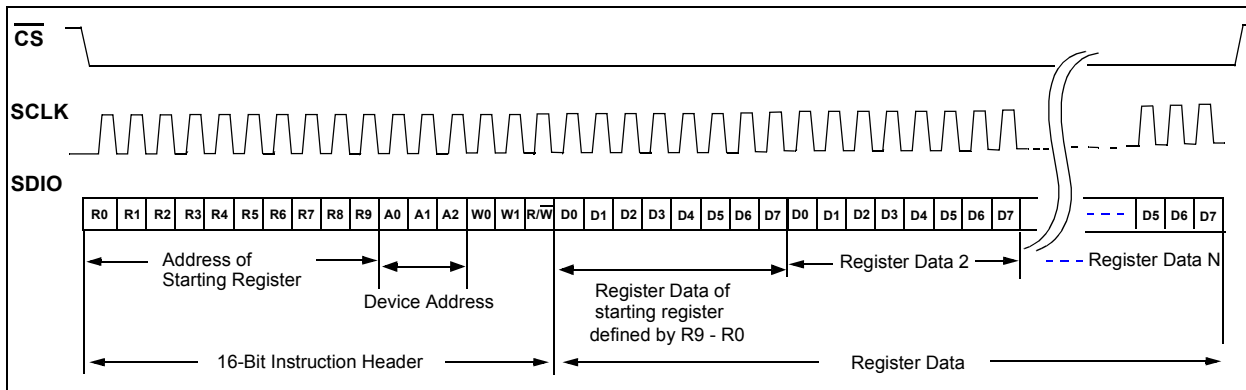 CS
SCLK
SDIO
R0 R1 R2 R3 R4 R5 R6 R7 R8 R9 A0 A1 A2 W0 W1 R/W D0 D1 D2 D3 D4 D5 D6 D7 D0 D1 D2 D3 D4 D5 D6 D7 D5 D6 D7
Address of
Starting Register
Device Address
Register Data of
starting register
defined by R9 - R0
Register Data 2
Register Data N
16-Bit Instruction Header
Register Data